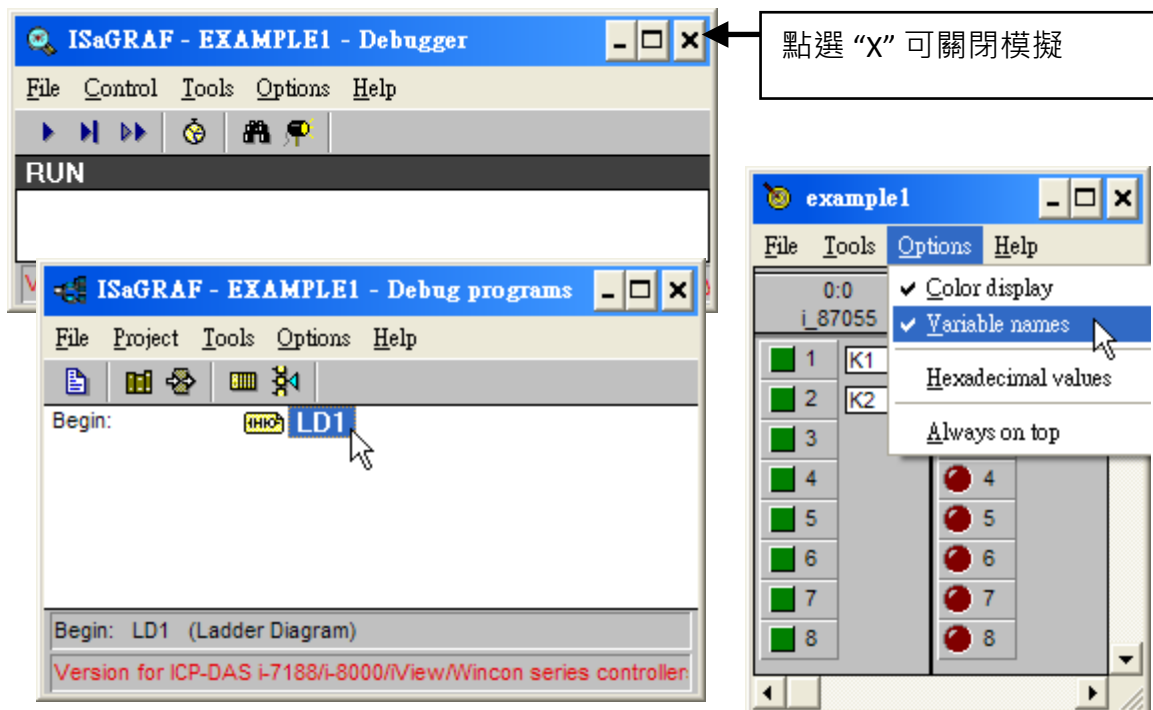 ISaGRAF - EXAMPLE1 - Debugger
File Control Tools Options Help
RUN
點選 “X” 可關閉模擬
ISaGRAF - EXAMPLE1 - Debug programs
File Project Tools Options Help
Begin: LD1
Begin: LD1 (Ladder Diagram)
Version for ICP-DAS i-7188/i-8000/iView/Wincon series controller
example1
File Tools Options Help
0:0
i_87055
Color display
Variable names
Hexadecimal values
Always on top
1 K1
2 K2
3
4 4
5 5
6 6
7 7
8 8